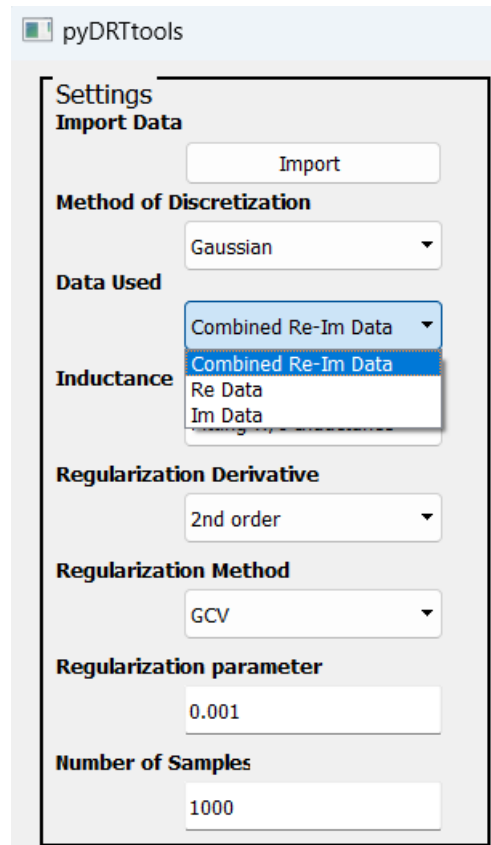 pyDRTtools
Settings
Import Data
Import
Method of Discretization
Gaussian
Data Used
Combined Re-Im Data
Combined Re-Im Data
Re Data
Im Data
Inductance
Regularization Derivative
2nd order
Regularization Method
GCV
Regularization parameter
0.001
Number of Samples
1000